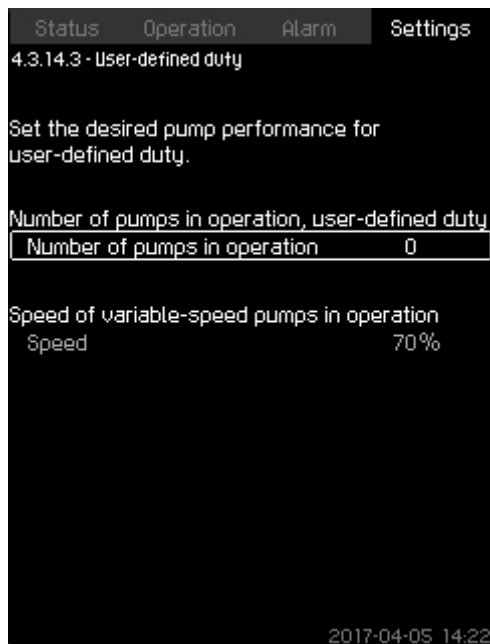 Status Operation Alarm Settings
4.3.14.3 - User-defined duty
Set the desired pump performance for
user-defined duty.
Number of pumps in operation, user-defined duty
Number of pumps in operation 0
Speed of variable-speed pumps in operation
Speed 70%
2017-04-05 14:22